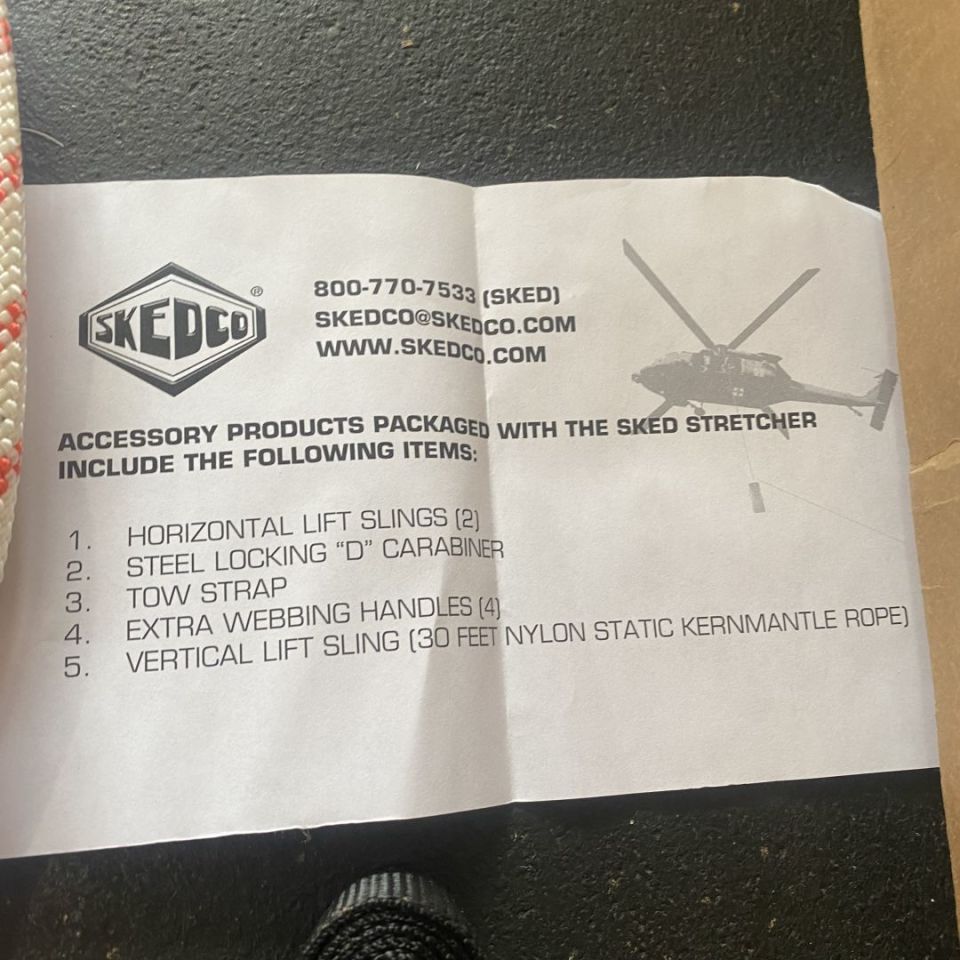 SKEDCO®
800-770-7533 (SKED)
SKEDCO@SKEDCO.COM
WWW.SKEDCO.COM
ACCESSORY PRODUCTS PACKAGED WITH THE SKED STRETCHER
INCLUDE THE FOLLOWING ITEMS:
1. HORIZONTAL LIFT SLINGS (2)
2. STEEL LOCKING “D” CARABINER
3. TOW STRAP
4. EXTRA WEBBING HANDLES (4)
5. VERTICAL LIFT SLING (30 FEET NYLON STATIC KERNMANTLE ROPE)